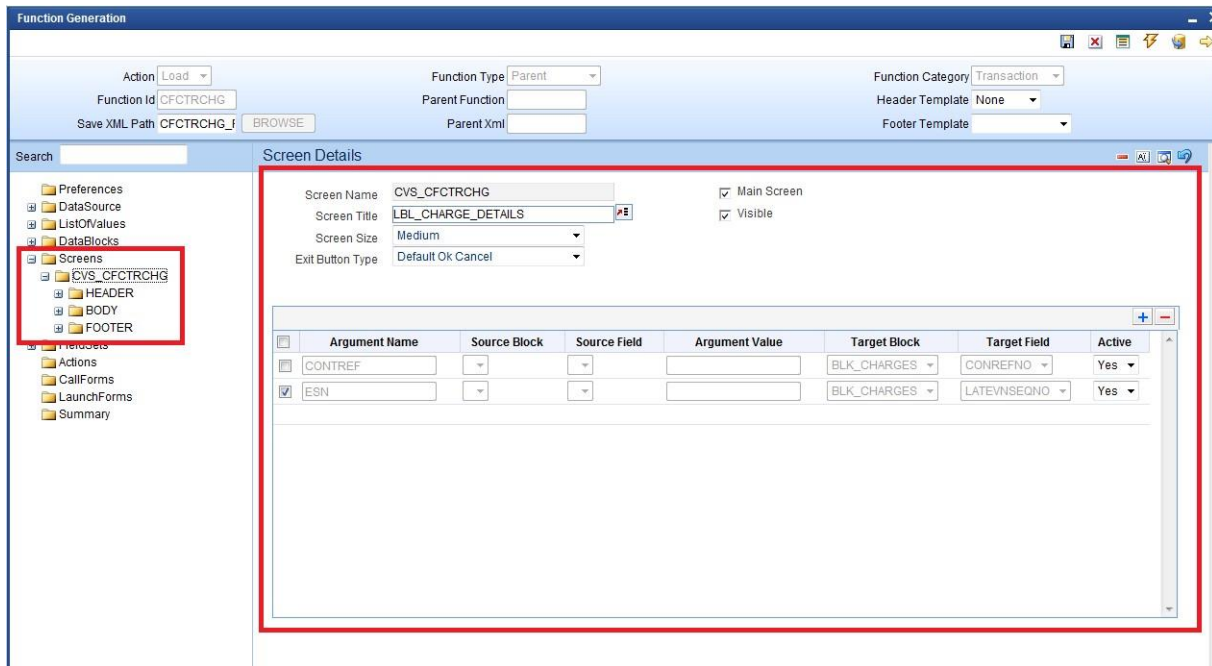 Function Generation
Action Load Function Type Parent Function Category Transaction
Function Id CFCTRCHG Parent Function Header Template None
Save XML Path CFCTRCHG_ BROWSE Parent Xml Footer Template
Search Screen Details
Preferences
DataSource
ListOfValues
DataBlocks
Screens
CVS_CFCTRCHG
HEADER
BODY
FOOTER
FieldSets
Actions
CallForms
LaunchForms
Summary
Screen Name CVS_CFCTRCHG Main Screen
Screen Title LBL_CHARGE_DETAILS Visible
Screen Size Medium
Exit Button Type Default Ok Cancel
Argument Name Source Block Source Field Argument Value Target Block Target Field Active
CONTREF BLK_CHARGES CONREFNO Yes
ESN BLK_CHARGES LATEVNSEQNO Yes